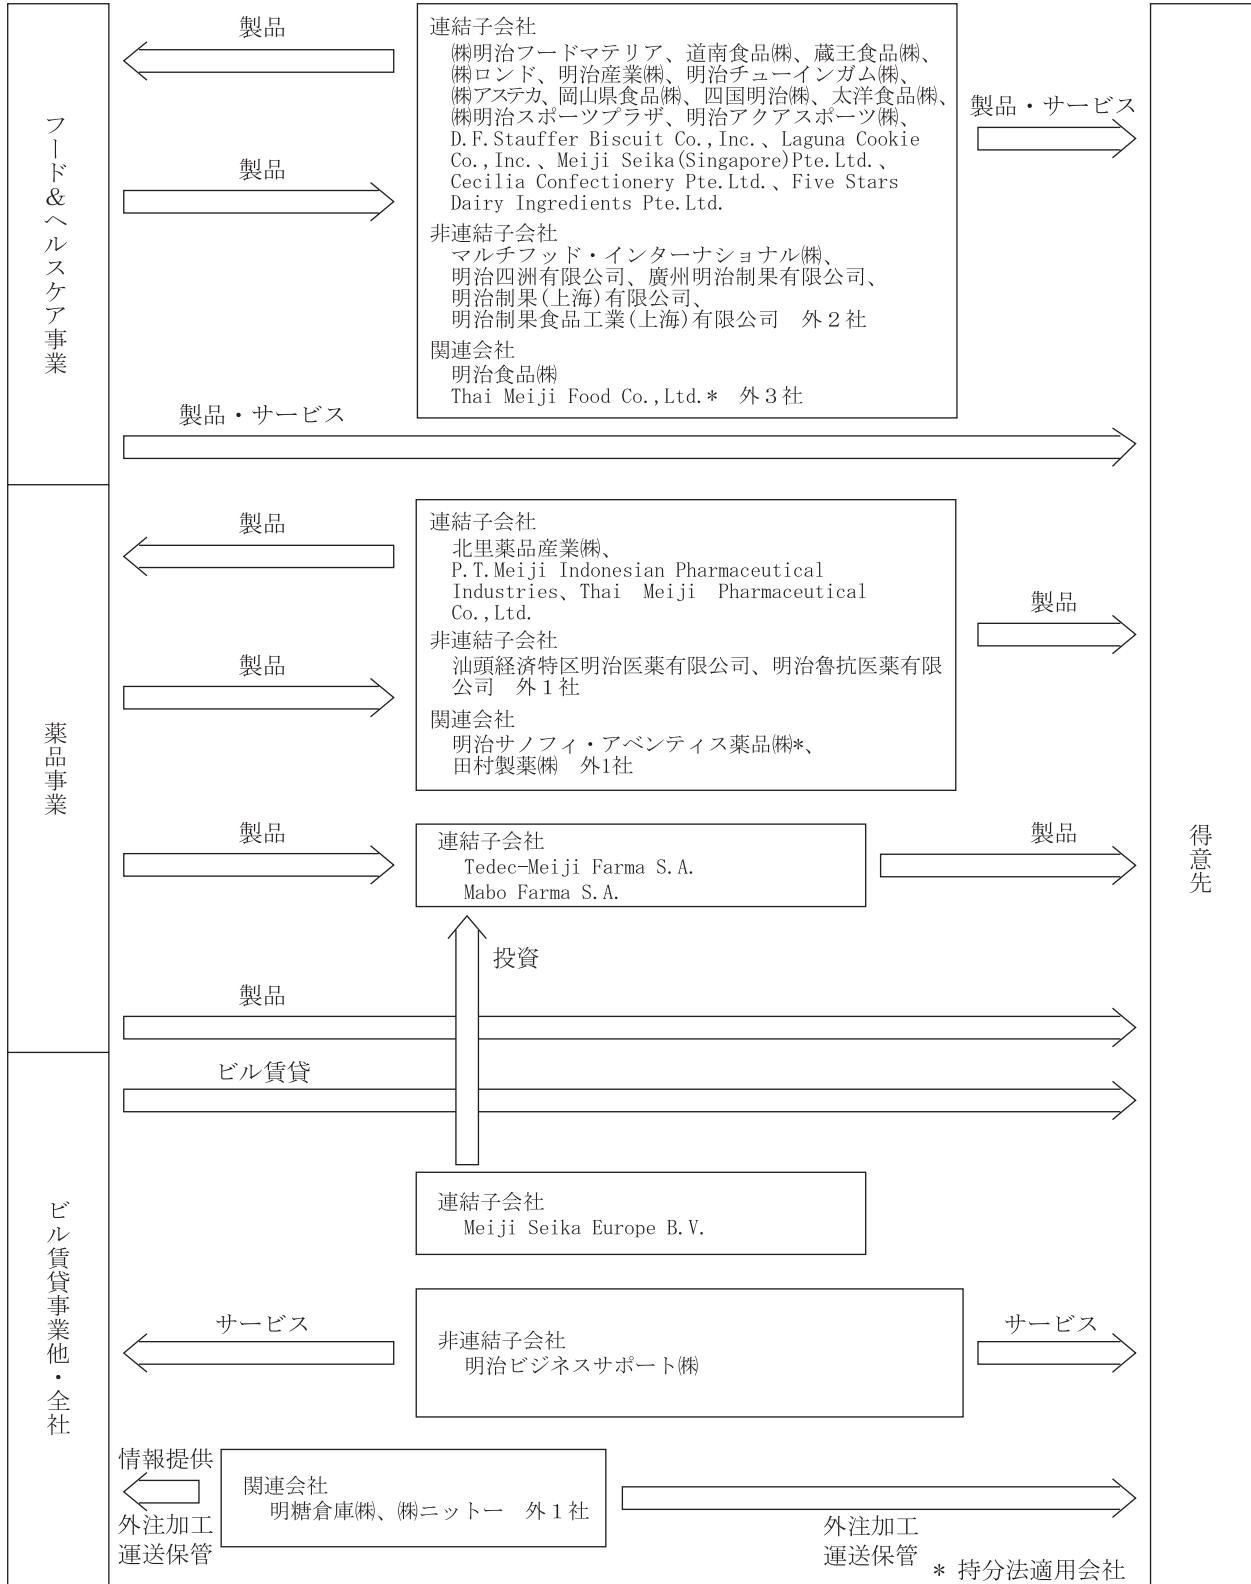 フード＆ヘルスケア事業
製品
製品
連結子会社
㈱明治フードマテリア、道南食品㈱、蔵王食品㈱、
㈱ロンド、明治産業㈱、明治チューインガム㈱、
㈱アステカ、岡山県食品㈱、四国明治㈱、太洋食品㈱、
㈱明治スポーツプラザ、明治アクアスポーツ㈱、
D.F.Stauffer Biscuit Co.,Inc.、Laguna Cookie
Co.,Inc.、Meiji Seika(Singapore)Pte.Ltd.、
Cecilia Confectionery Pte.Ltd.、Five Stars
Dairy Ingredients Pte.Ltd.
非連結子会社
マルチフッド・インターナショナル㈱、
明治四洲有限公司、廣州明治制果有限公司、
明治制果(上海)有限公司、
明治制果食品工業(上海)有限公司　外２社
関連会社
明治食品㈱
Thai Meiji Food Co.,Ltd.*　外３社
製品・サービス
製品・サービス
薬品事業
製品
製品
連結子会社
北里薬品産業㈱、
P.T.Meiji Indonesian Pharmaceutical
Industries、Thai Meiji Pharmaceutical
Co.,Ltd.
非連結子会社
汕頭経済特区明治医薬有限公司、明治魯抗医薬有限
公司　外１社
関連会社
明治サノフィ・アベンティス薬品㈱*、
田村製薬㈱　外1社
製品
製品
連結子会社
Tedec-Meiji Farma S.A.
Mabo Farma S.A.
製品
投資
製品
得意先
ビル賃貸事業他・全社
ビル賃貸
連結子会社
Meiji Seika Europe B.V.
サービス
非連結子会社
明治ビジネスサポート㈱
サービス
情報提供
外注加工
運送保管
関連会社
明糖倉庫㈱、㈱ニットー　外１社
外注加工
運送保管
* 持分法適用会社